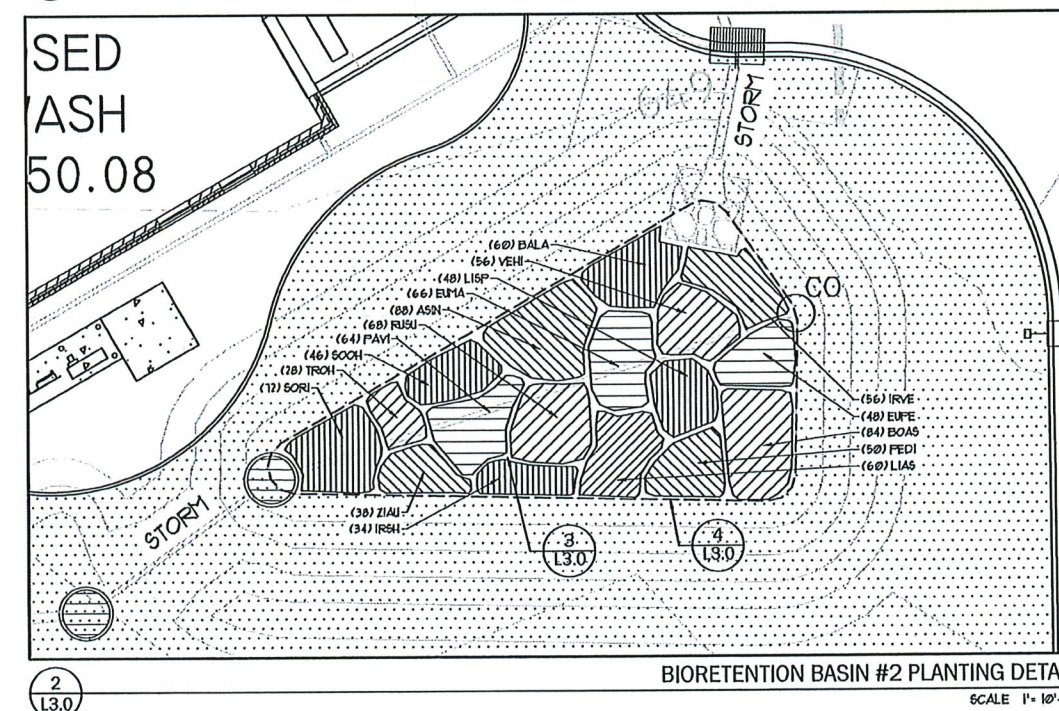 SED
ASH
50.08
STORM
CO
(60) BALA
(56) VEHI
(48) LISP
(66) EUMA
(88) ASIN
(68) RUSU
(64) PAVI
(46) SOOH
(28) TROH
(72) SORI
(56) IRVE
(48) EUPE
(84) BOAS
(50) PEDI
(60) LIAS
(38) ZIAU
(34) IRSH
STORM
3
L3.0
4
L3.0
2
L3.0
BIORETENTION BASIN #2 PLANTING DETA
SCALE 1"= 10'-